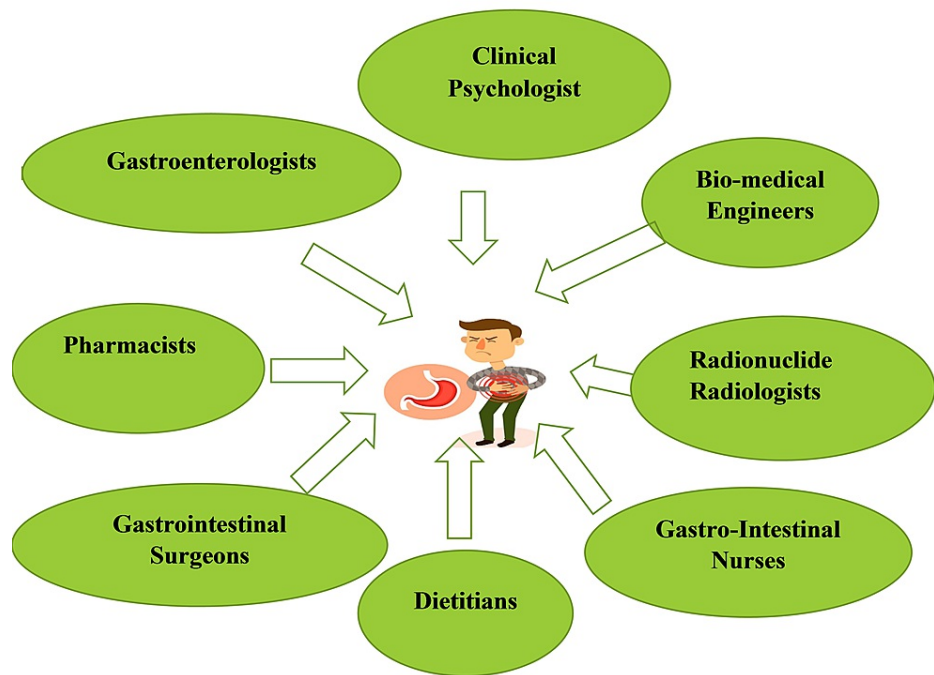 Clinical
Psychologist
Gastroenterologists
Bio-medical
Engineers
Pharmacists
Radionuclide
Radiologists
Gastrointestinal
Surgeons
Gastro-Intestinal
Nurses
Dietitians